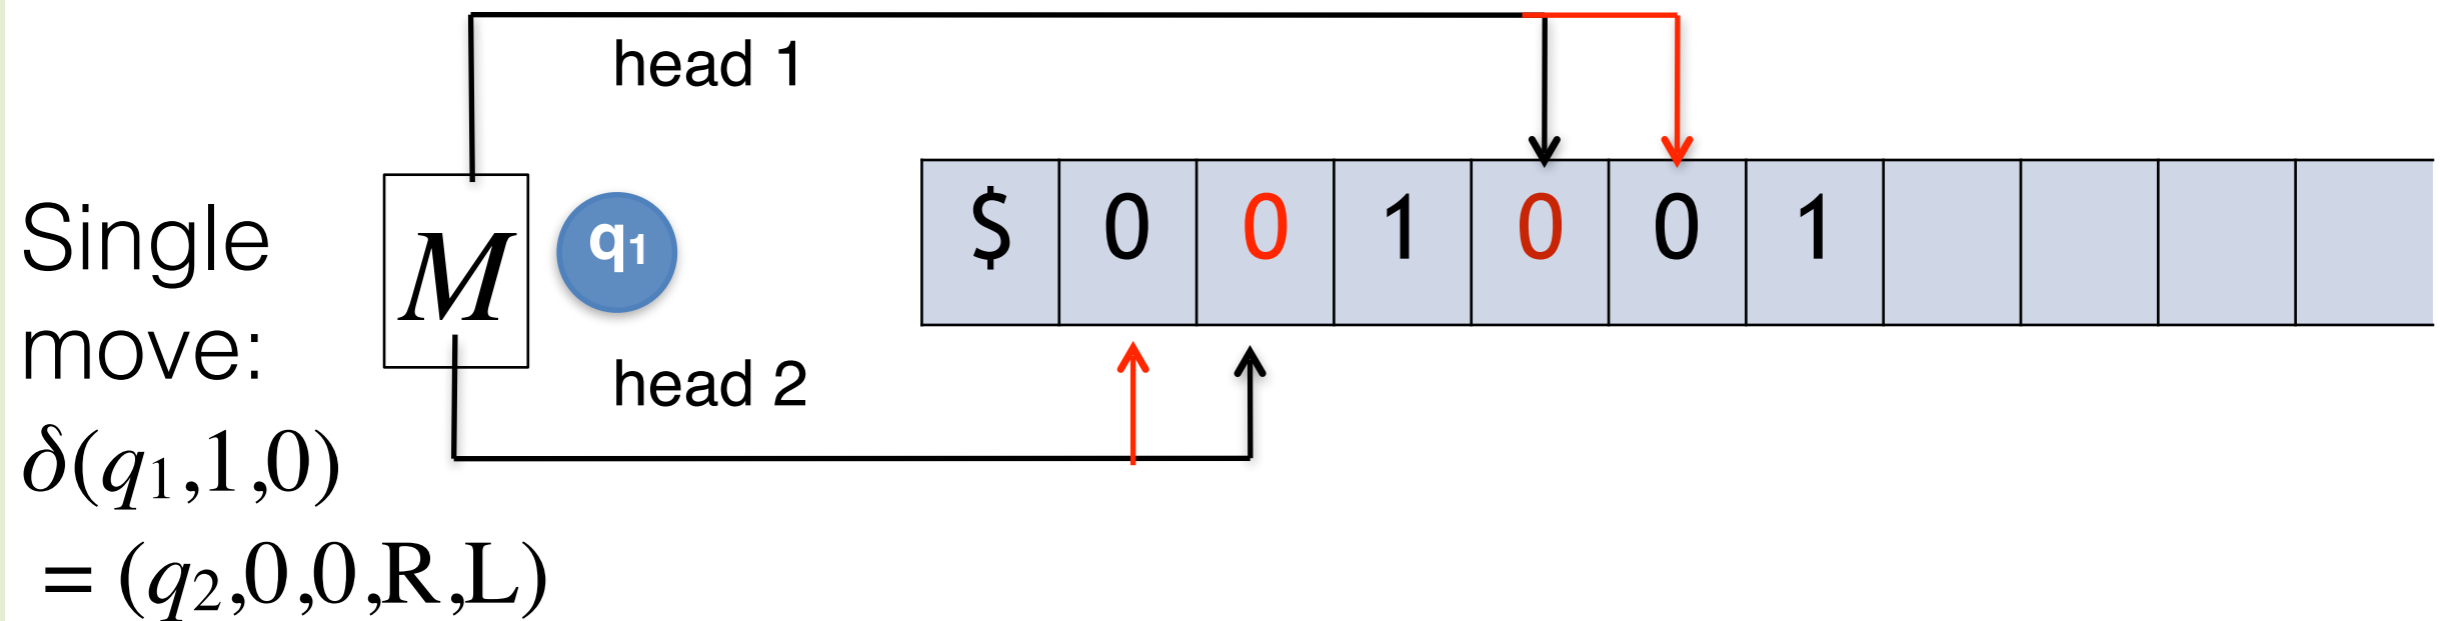 head 1
Single
move:
M
q₁
$ 0 0 1 0 0 1
head 2
δ(q₁,1,0)
= (q₂,0,0,R,L)